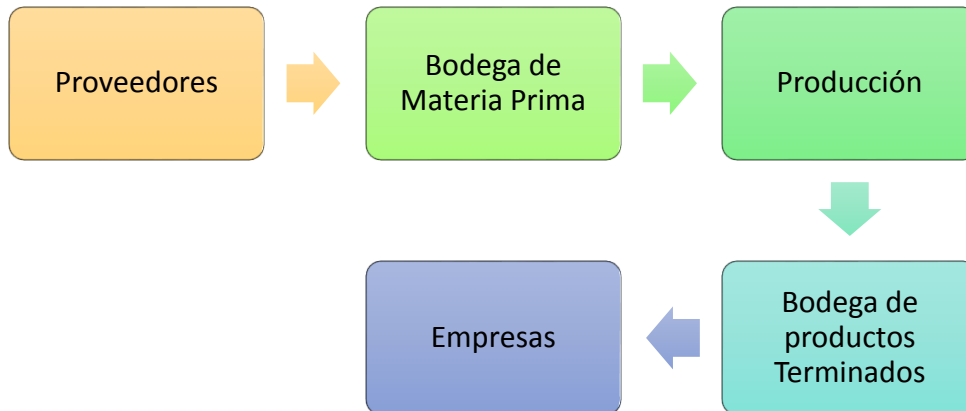 Proveedores
Bodega de
Materia Prima
Producción
Bodega de
productos
Terminados
Empresas